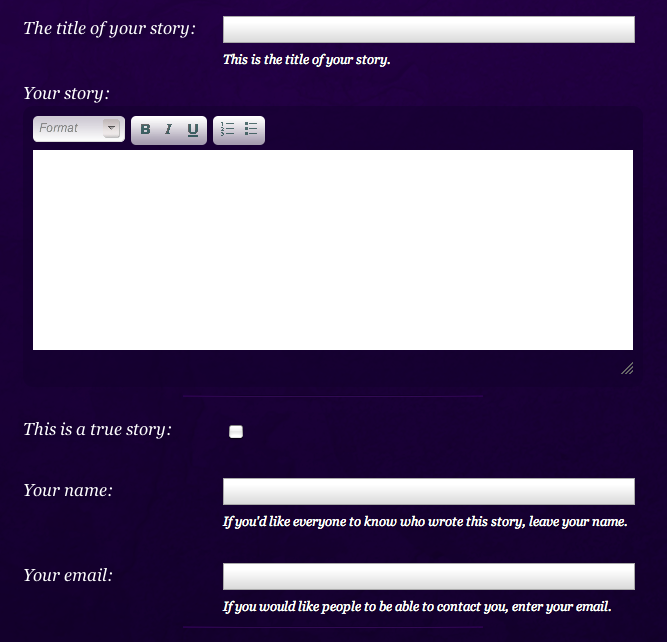 The title of your story:
This is the title of your story.
Your story:
Format B I U
This is a true story:
Your name:
If you'd like everyone to know who wrote this story, leave your name.
Your email:
If you would like people to be able to contact you, enter your email.